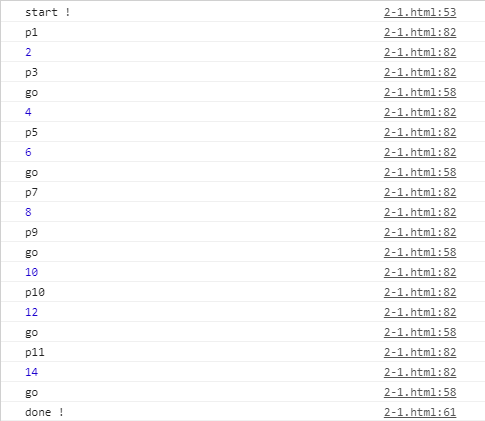 start ! 2-1.html:53
p1 2-1.html:82
2 2-1.html:82
p3 2-1.html:82
go 2-1.html:58
4 2-1.html:82
p5 2-1.html:82
6 2-1.html:82
go 2-1.html:58
p7 2-1.html:82
8 2-1.html:82
p9 2-1.html:82
go 2-1.html:58
10 2-1.html:82
p10 2-1.html:82
12 2-1.html:82
go 2-1.html:58
p11 2-1.html:82
14 2-1.html:82
go 2-1.html:58
done ! 2-1.html:61